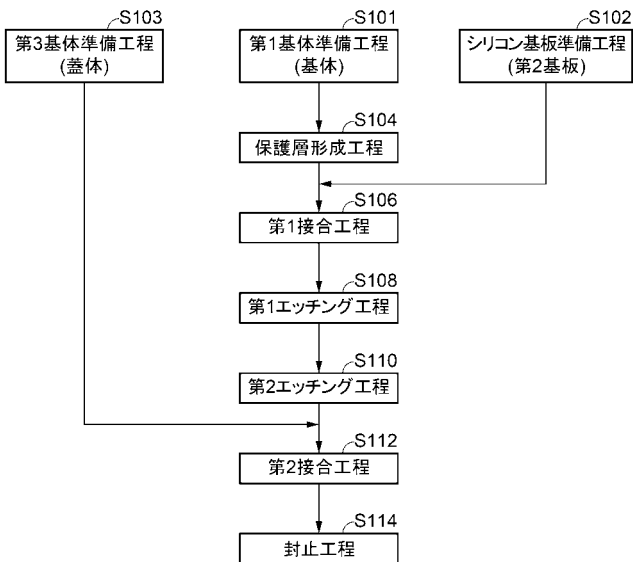 S103
第3基体準備工程
(蓋体)
S101
第1基体準備工程
(基体)
S102
シリコン基板準備工程
(第2基板)
S104
保護層形成工程
S106
第1接合工程
S108
第1エッチング工程
S110
第2エッチング工程
S112
第2接合工程
S114
封止工程